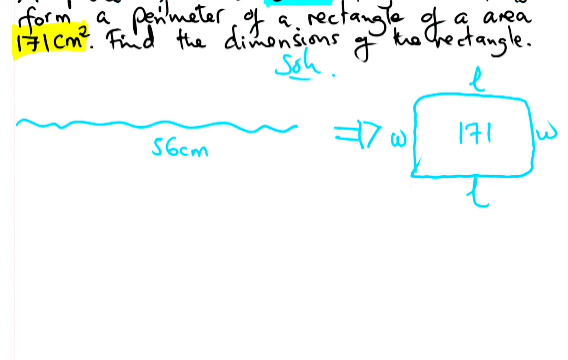 form a perimeter of a rectangle of a area
171cm². Find the dimensions of the rectangle.
Soln.
l
w 171 w
56cm
l